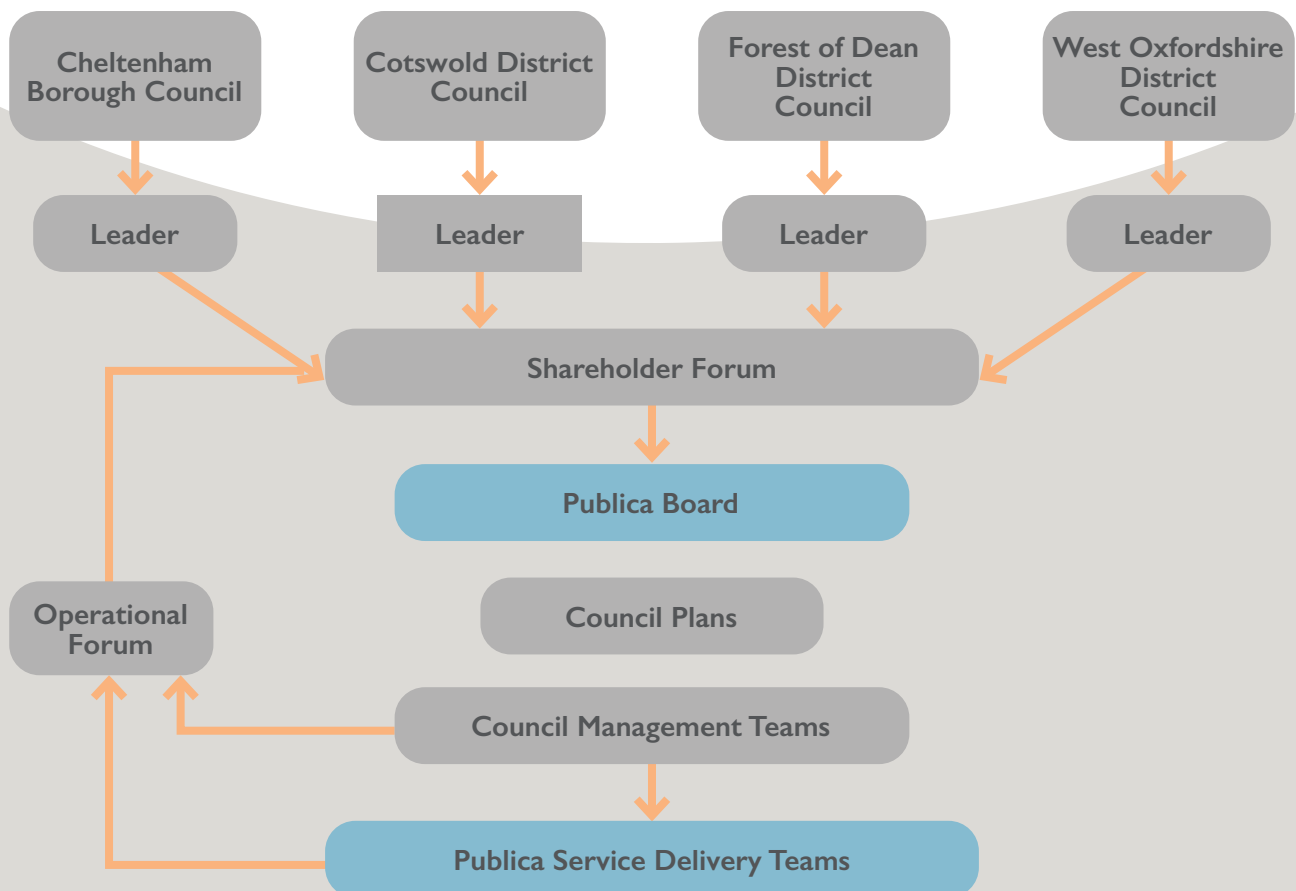 Cheltenham
Borough Council
Cotswold District
Council
Forest of Dean
District
Council
West Oxfordshire
District
Council
Leader
Leader
Leader
Leader
Shareholder Forum
Publica Board
Operational
Forum
Council Plans
Council Management Teams
Publica Service Delivery Teams